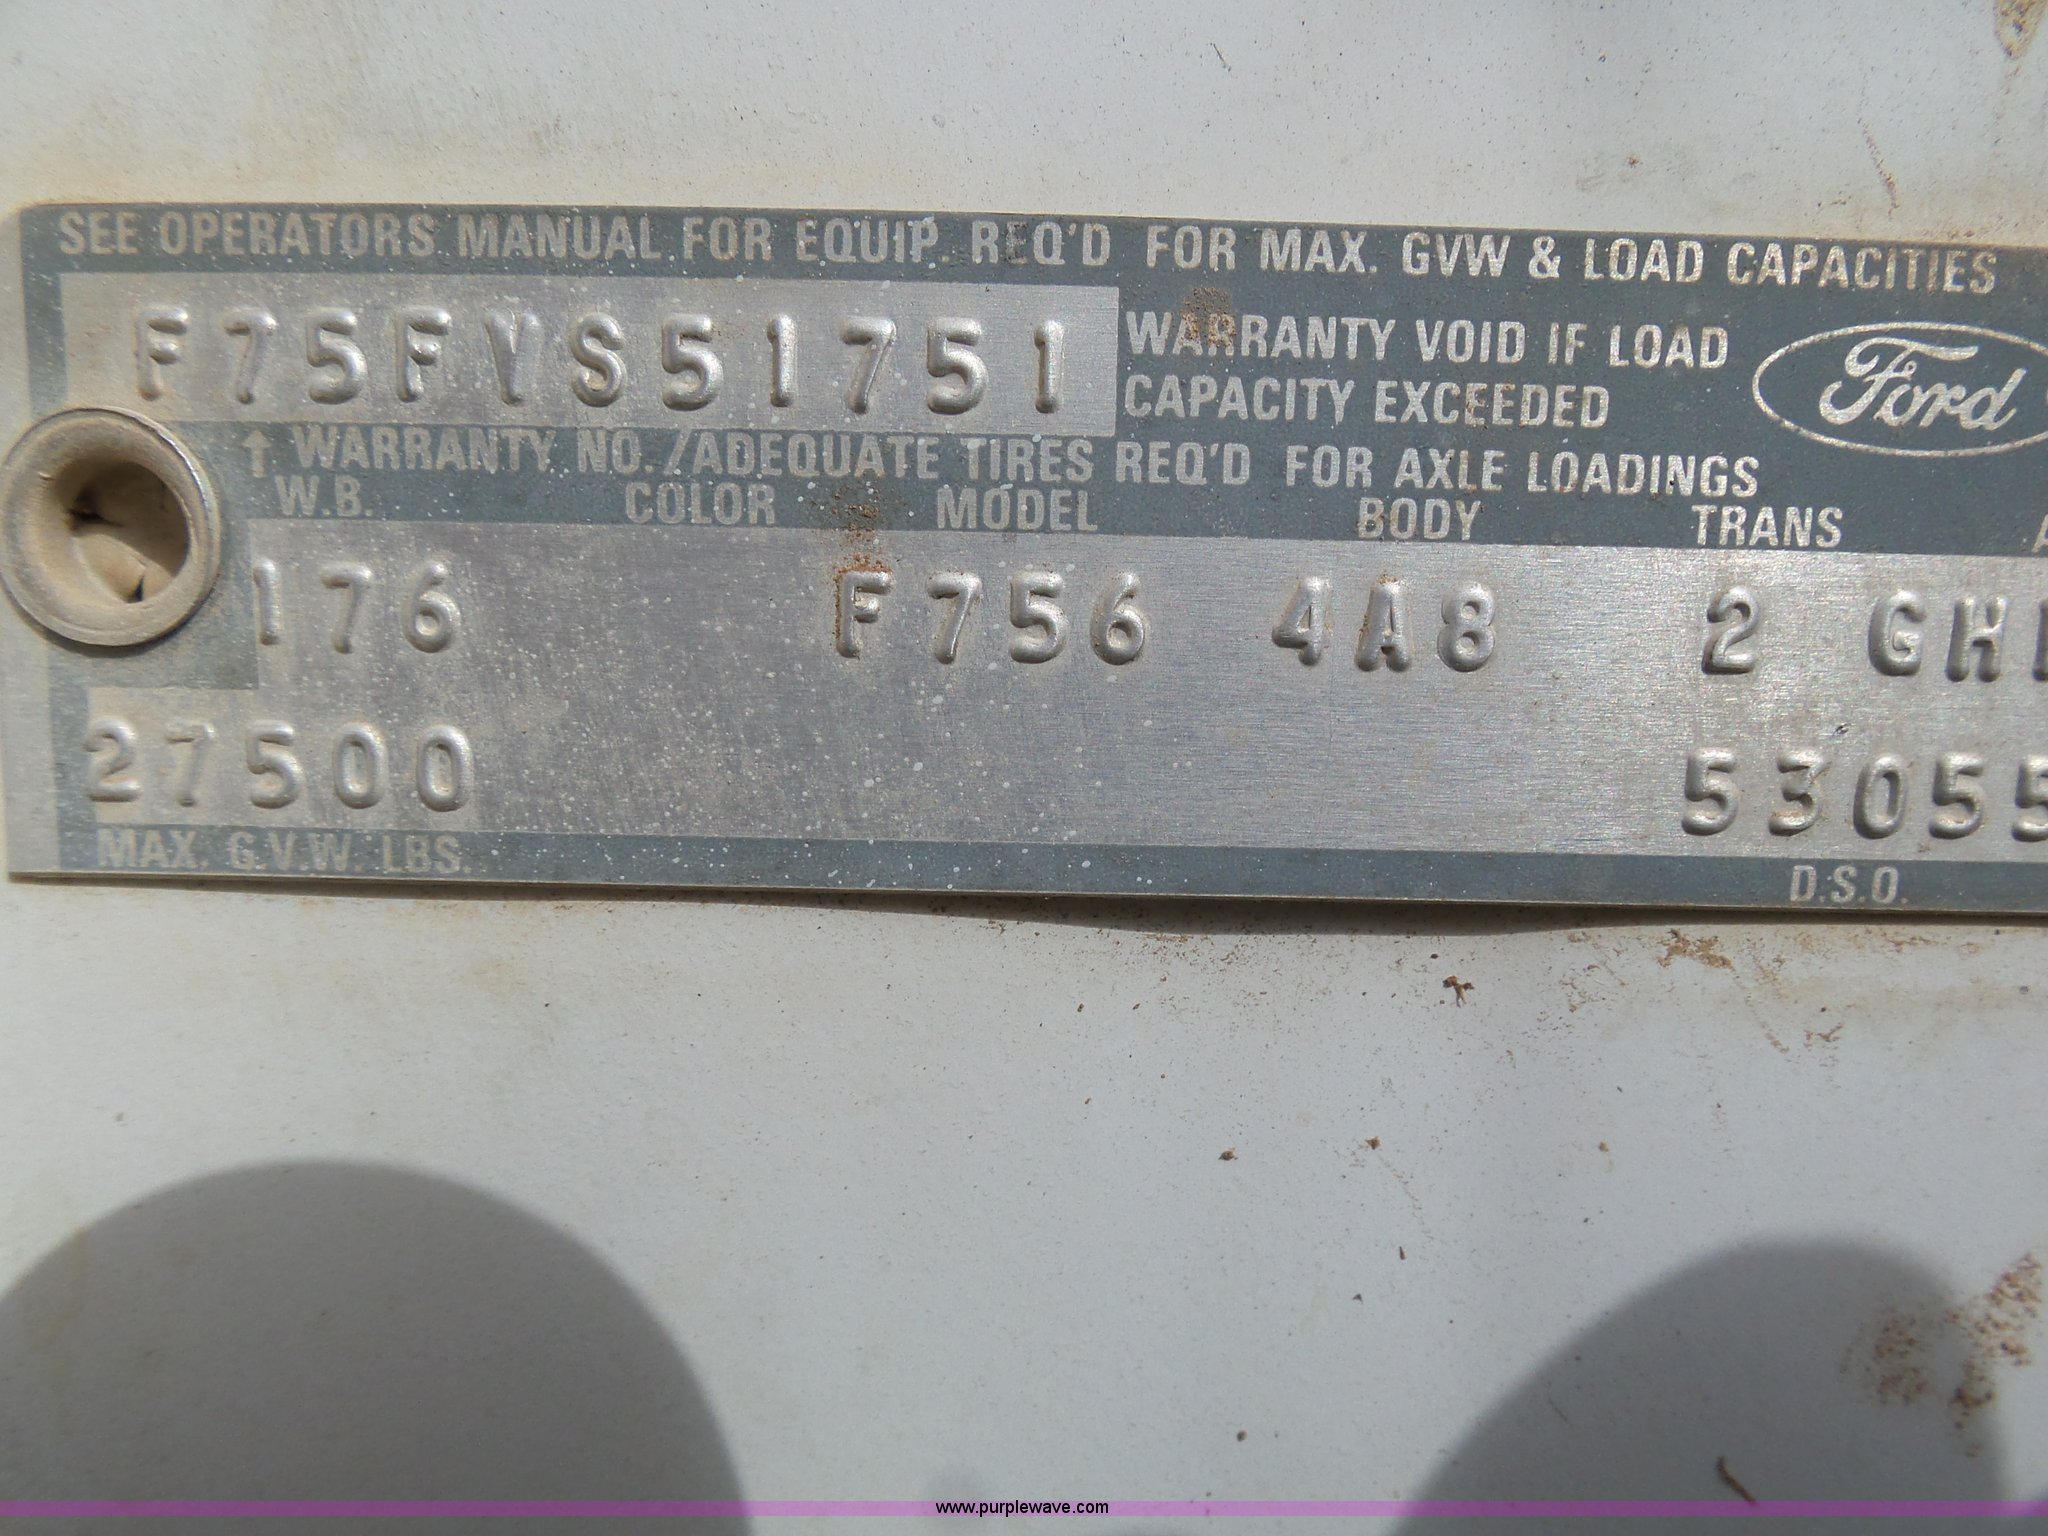 SEE OPERATORS MANUAL FOR EQUIP. REQ'D FOR MAX. GVW & LOAD CAPACITIES
F75FVS51751
WARRANTY VOID IF LOAD
CAPACITY EXCEEDED
Ford
↑ WARRANTY NO./ADEQUATE TIRES REQ'D FOR AXLE LOADINGS
W.B. COLOR MODEL BODY TRANS
176 F756 4A8 2 GH
27500 53055
MAX. G.V.W. LBS. D.S.O.
www.purplewave.com